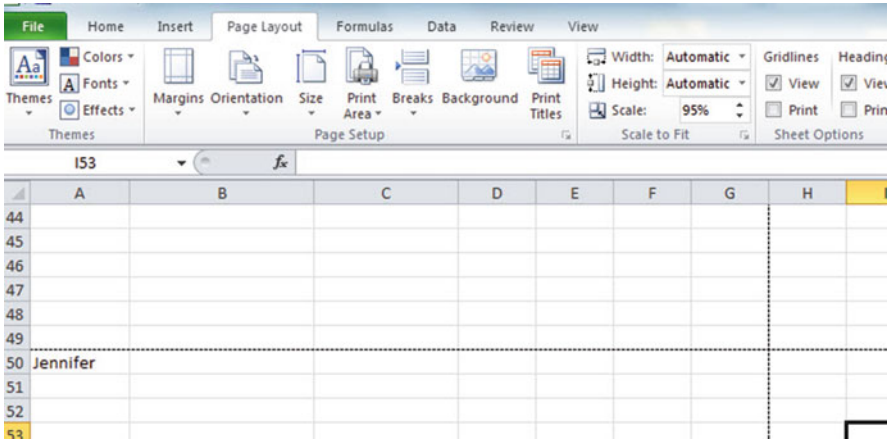 File Home Insert Page Layout Formulas Data Review View
Colors Width: Automatic Gridlines
Aa A Fonts Height: Automatic View
Themes Effects Margins Orientation Size Print Area Breaks Background Print Titles Scale: 95% Print
Themes Page Setup Scale to Fit Sheet Options
I53 fx
A B C D E F G H
44
45
46
47
48
49
50 Jennifer
51
52
53